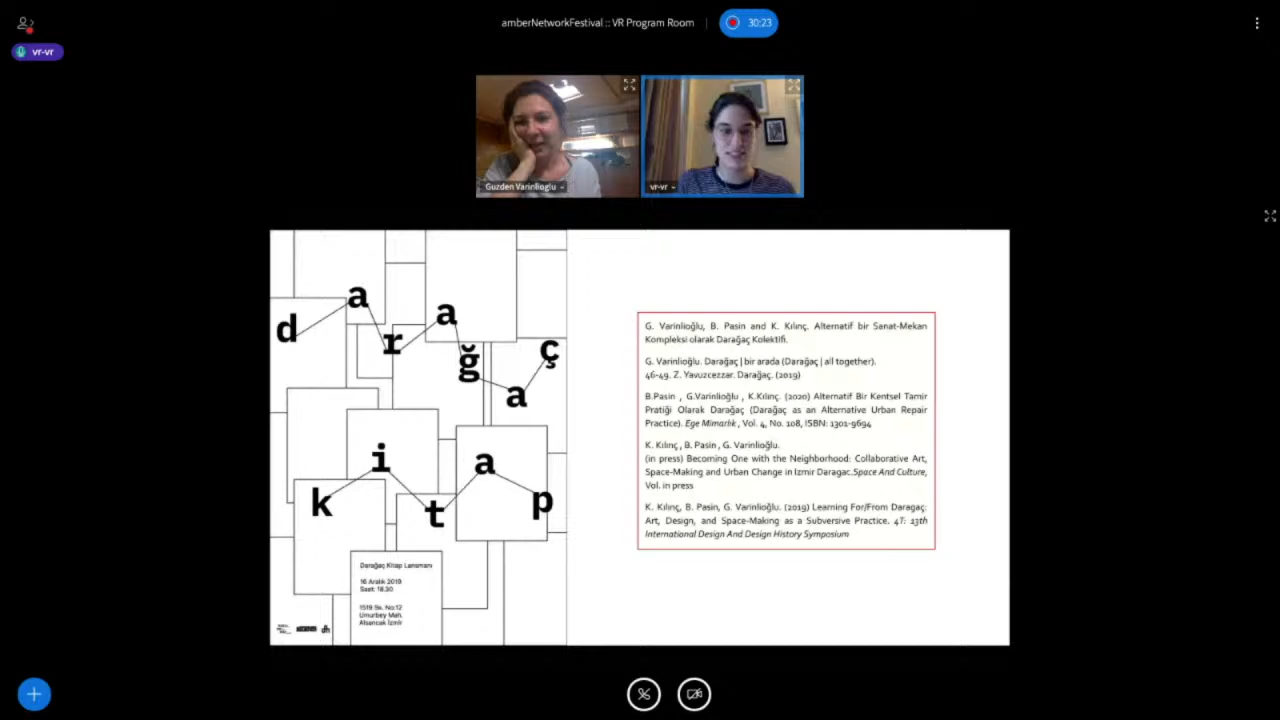 amberNetworkFestival :: VR Program Room
30:23
vr-vr
Guzden Varinlioglu
vr-vr
darağaç
kitap
Darağaç Kitap Lansmanı
16 Aralık 2019
Saat: 18.30
1519 Sk. No:12
Umurbey Mah.
Alsancak İzmir
G. Varinlioğlu, B. Pasin and K. Kılınç. Alternatif bir Sanat-Mekan
Kompleksi olarak Darağaç Kolektifi.
G. Varinlioğlu. Darağaç | bir arada (Darağaç | all together).
46-49. Z. Yavuzcezzar. Darağaç. (2019)
B.Pasin , G.Varinlioğlu , K.Kılınç. (2020) Alternatif Bir Kentsel Tamir
Pratiği Olarak Darağaç (Darağaç as an Alternative Urban Repair
Practice). Ege Mimarlık , Vol. 4, No. 108, ISBN: 1301-9694
K. Kılınç , B. Pasin , G. Varinlioğlu.
(in press) Becoming One with the Neighborhood: Collaborative Art,
Space-Making and Urban Change in Izmir Daragac.Space And Culture,
Vol. in press
K. Kılınç, B. Pasin, G. Varinlioğlu. (2019) Learning For/From Daragaç:
Art, Design, and Space-Making as a Subversive Practice. 4T: 13th
International Design And Design History Symposium